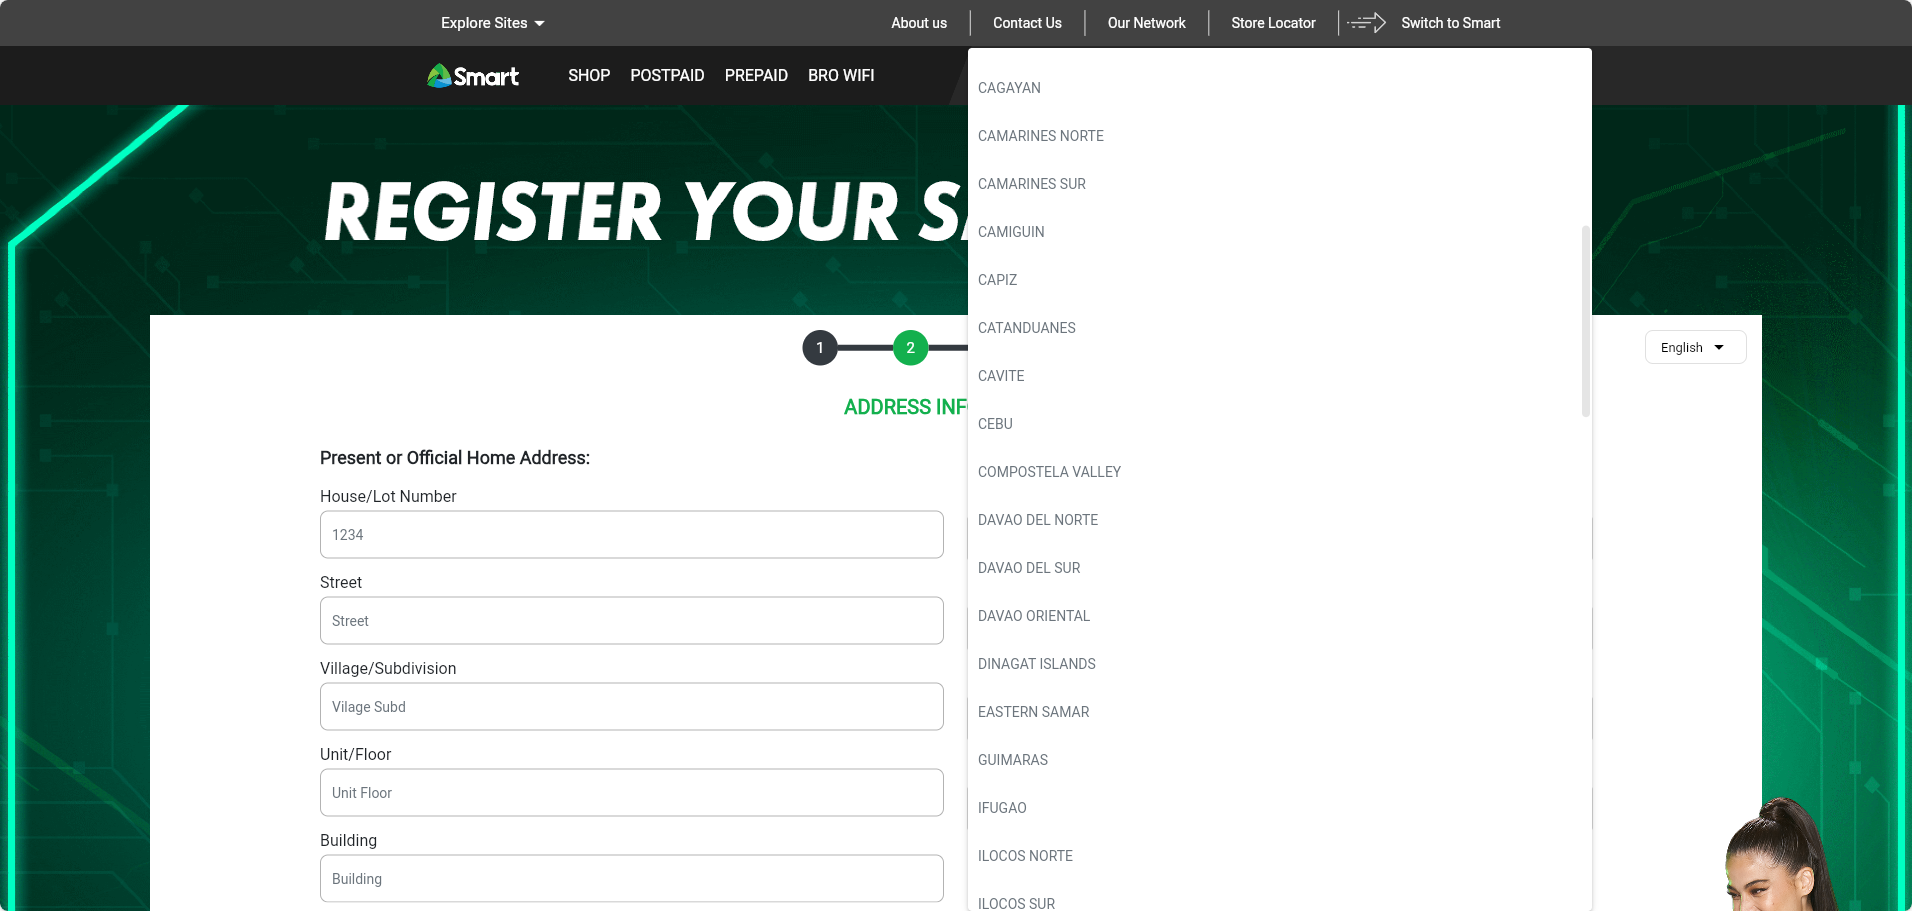 Explore Sites
About us
Contact Us
Our Network
Store Locator
Switch to Smart
Smart
SHOP
POSTPAID
PREPAID
BRO WIFI
REGISTER YOUR S
1
2
English
ADDRESS INF
Present or Official Home Address:
House/Lot Number
1234
Street
Street
Village/Subdivision
Vilage Subd
Unit/Floor
Unit Floor
Building
Building
CAGAYAN
CAMARINES NORTE
CAMARINES SUR
CAMIGUIN
CAPIZ
CATANDUANES
CAVITE
CEBU
COMPOSTELA VALLEY
DAVAO DEL NORTE
DAVAO DEL SUR
DAVAO ORIENTAL
DINAGAT ISLANDS
EASTERN SAMAR
GUIMARAS
IFUGAO
ILOCOS NORTE
ILOCOS SUR